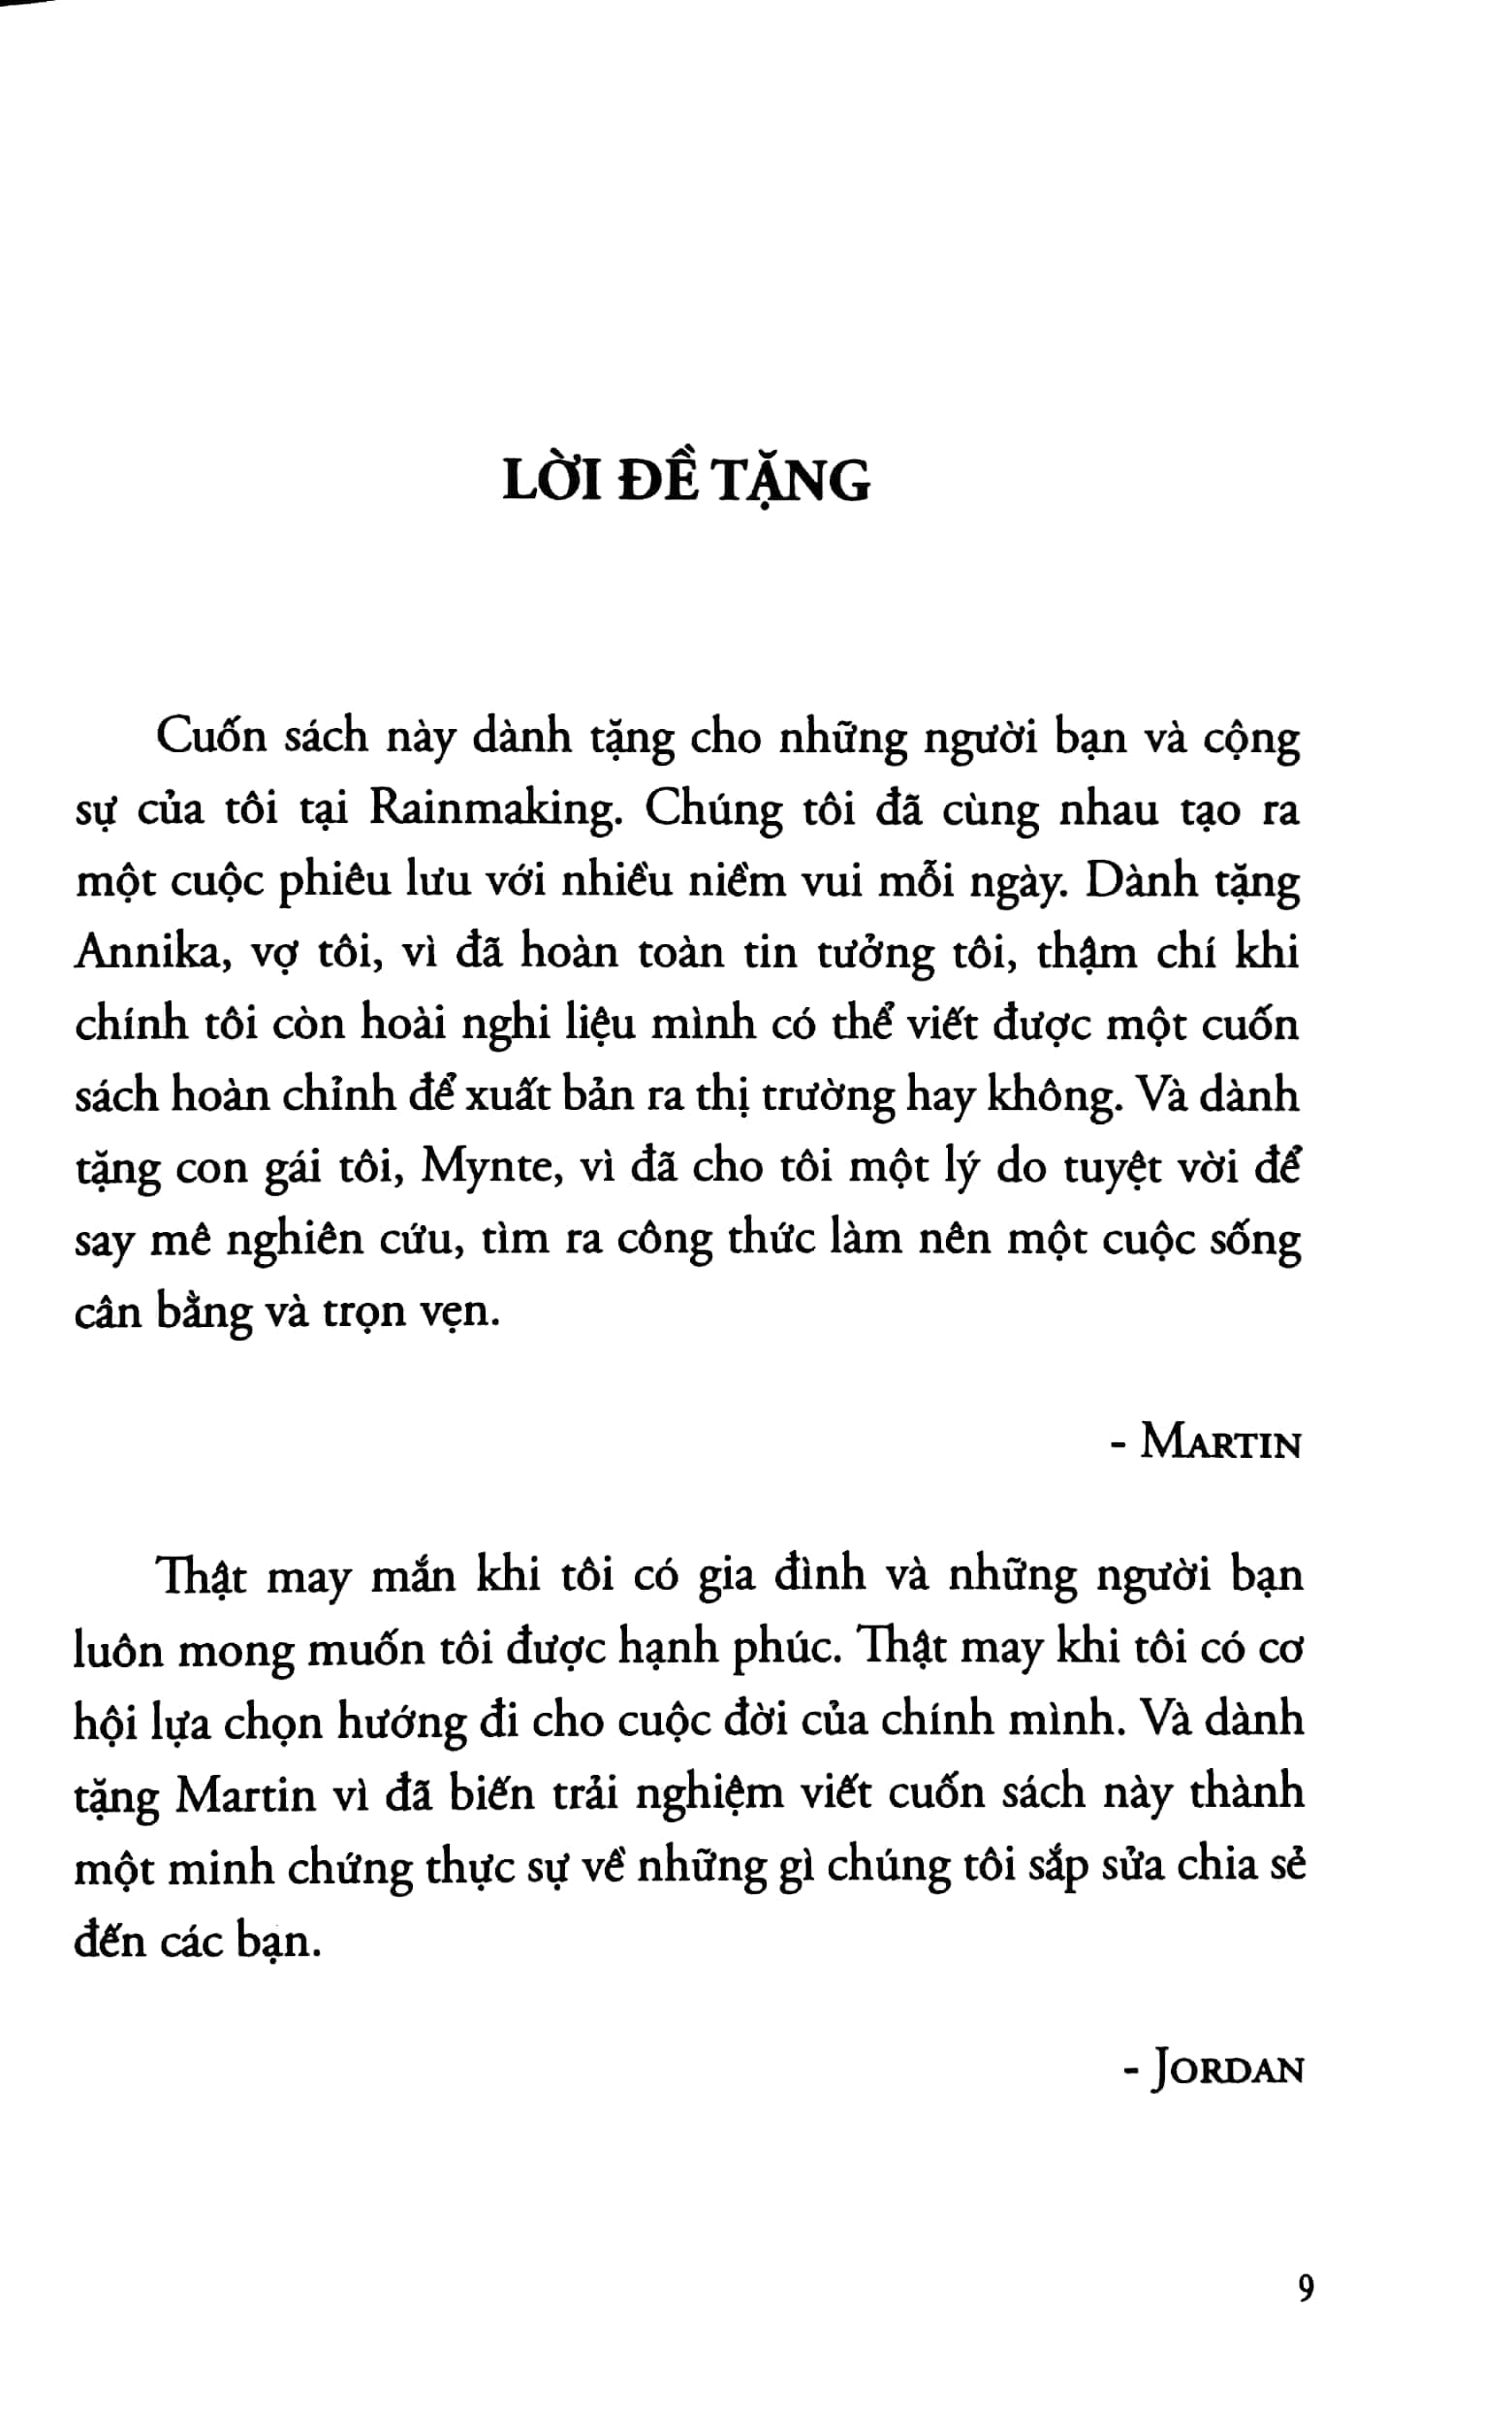 LỜI ĐỀ TẶNG
Cuốn sách này dành tặng cho những người bạn và cộng
sự của tôi tại Rainmaking. Chúng tôi đã cùng nhau tạo ra
một cuộc phiêu lưu với nhiều niềm vui mỗi ngày. Dành tặng
Annika, vợ tôi, vì đã hoàn toàn tin tưởng tôi, thậm chí khi
chính tôi còn hoài nghi liệu mình có thể viết được một cuốn
sách hoàn chỉnh để xuất bản ra thị trường hay không. Và dành
tặng con gái tôi, Mynte, vì đã cho tôi một lý do tuyệt vời để
say mê nghiên cứu, tìm ra công thức làm nên một cuộc sống
cân bằng và trọn vẹn.
- MARTIN
Thật may mắn khi tôi có gia đình và những người bạn
luôn mong muốn tôi được hạnh phúc. Thật may khi tôi có cơ
hội lựa chọn hướng đi cho cuộc đời của chính mình. Và dành
tặng Martin vì đã biến trải nghiệm viết cuốn sách này thành
một minh chứng thực sự về những gì chúng tôi sắp sửa chia sẻ
đến các bạn.
- JORDAN
9